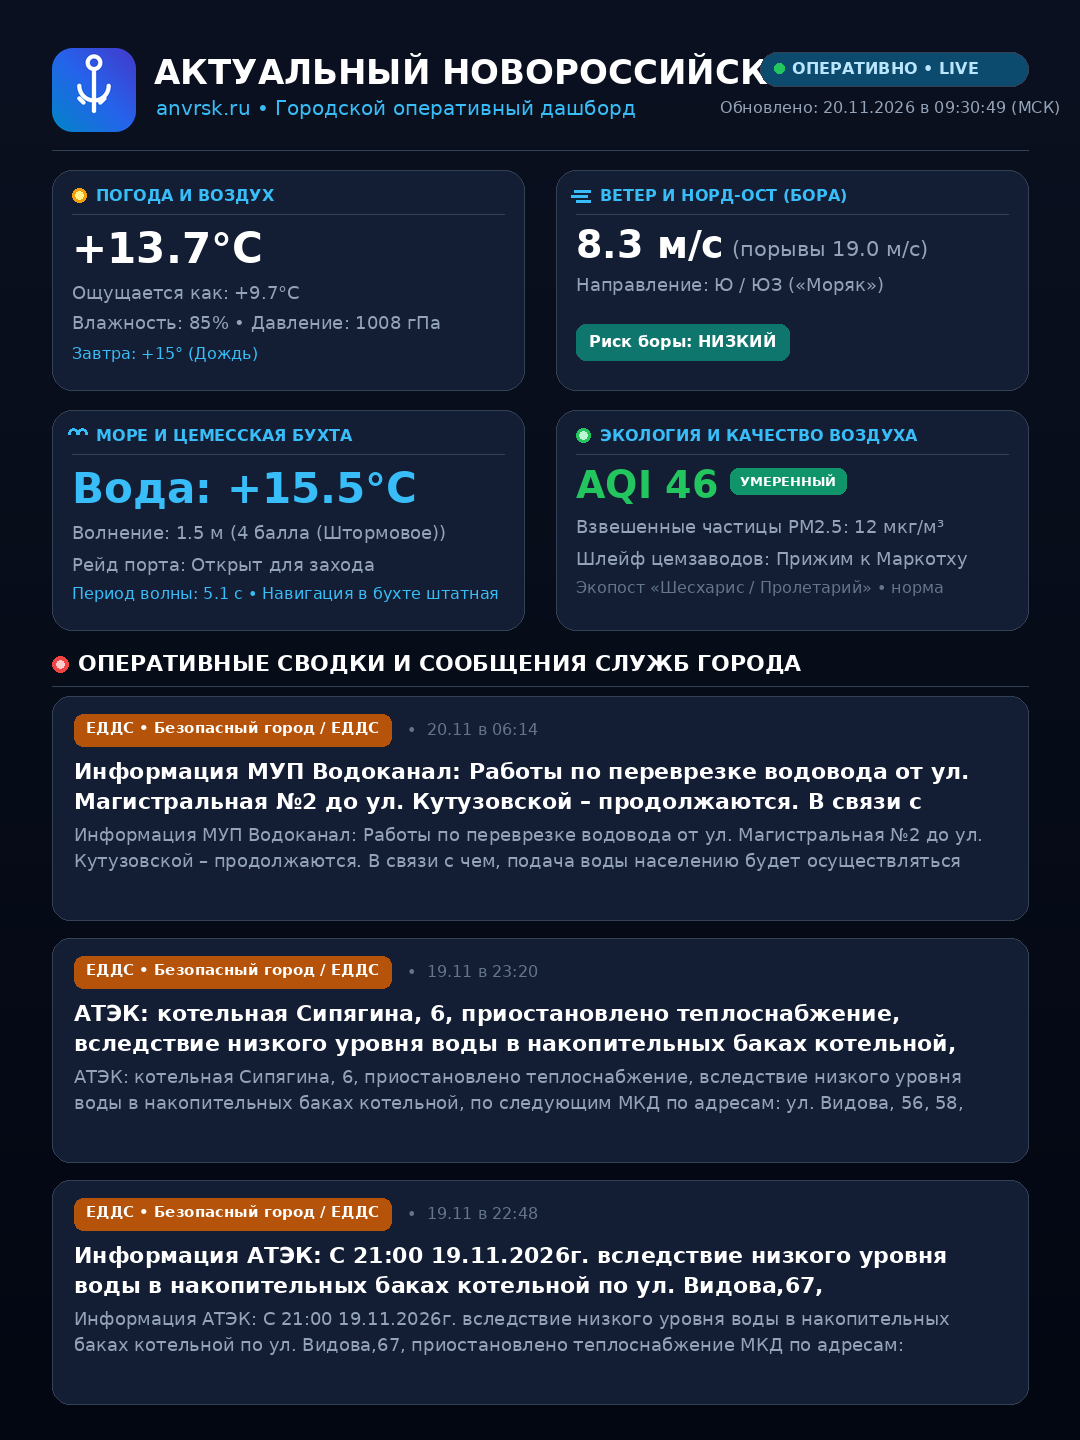 АКТУАЛЬНЫЙ НОВОРОССИЙСК
ОПЕРАТИВНО • LIVE
anvrsk.ru • Городской оперативный дашборд
Обновлено: 20.11.2026 в 09:30:49 (МСК)
ПОГОДА И ВОЗДУХ
+13.7°C
Ощущается как: +9.7°C
Влажность: 85% • Давление: 1008 гПа
Завтра: +15° (Дождь)
ВЕТЕР И НОРД-ОСТ (БОРА)
8.3 м/с (порывы 19.0 м/с)
Направление: Ю / ЮЗ («Моряк»)
Риск боры: НИЗКИЙ
МОРЕ И ЦЕМЕССКАЯ БУХТА
Вода: +15.5°C
Волнение: 1.5 м (4 балла (Штормовое))
Рейд порта: Открыт для захода
Период волны: 5.1 с • Навигация в бухте штатная
ЭКОЛОГИЯ И КАЧЕСТВО ВОЗДУХА
AQI 46 УМЕРЕННЫЙ
Взвешенные частицы PM2.5: 12 мкг/м³
Шлейф цемзаводов: Прижим к Маркотху
Экопост «Шесхарис / Пролетарий» • норма
ОПЕРАТИВНЫЕ СВОДКИ И СООБЩЕНИЯ СЛУЖБ ГОРОДА
ЕДДС • Безопасный город / ЕДДС • 20.11 в 06:14
Информация МУП Водоканал: Работы по переврезке водовода от ул.
Магистральная №2 до ул. Кутузовской – продолжаются. В связи с
Информация МУП Водоканал: Работы по переврезке водовода от ул. Магистральная №2 до ул.
Кутузовской – продолжаются. В связи с чем, подача воды населению будет осуществляться
ЕДДС • Безопасный город / ЕДДС • 19.11 в 23:20
АТЭК: котельная Сипягина, 6, приостановлено теплоснабжение,
вследствие низкого уровня воды в накопительных баках котельной,
АТЭК: котельная Сипягина, 6, приостановлено теплоснабжение, вследствие низкого уровня
воды в накопительных баках котельной, по следующим МКД по адресам: ул. Видова, 56, 58,
ЕДДС • Безопасный город / ЕДДС • 19.11 в 22:48
Информация АТЭК: С 21:00 19.11.2026г. вследствие низкого уровня
воды в накопительных баках котельной по ул. Видова,67,
Информация АТЭК: С 21:00 19.11.2026г. вследствие низкого уровня воды в накопительных
баках котельной по ул. Видова,67, приостановлено теплоснабжение МКД по адресам: